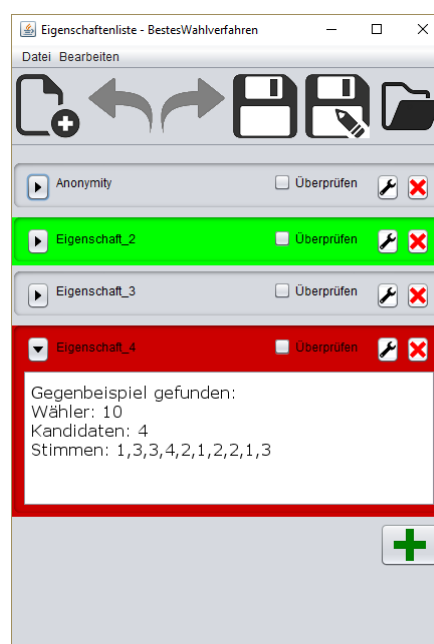 Eigenschaftenliste - BestesWahlverfahren
Datei Bearbeiten
Anonymity Überprüfen
Eigenschaft_2 Überprüfen
Eigenschaft_3 Überprüfen
Eigenschaft_4 Überprüfen
Gegenbeispiel gefunden:
Wähler: 10
Kandidaten: 4
Stimmen: 1,3,3,4,2,1,2,2,1,3